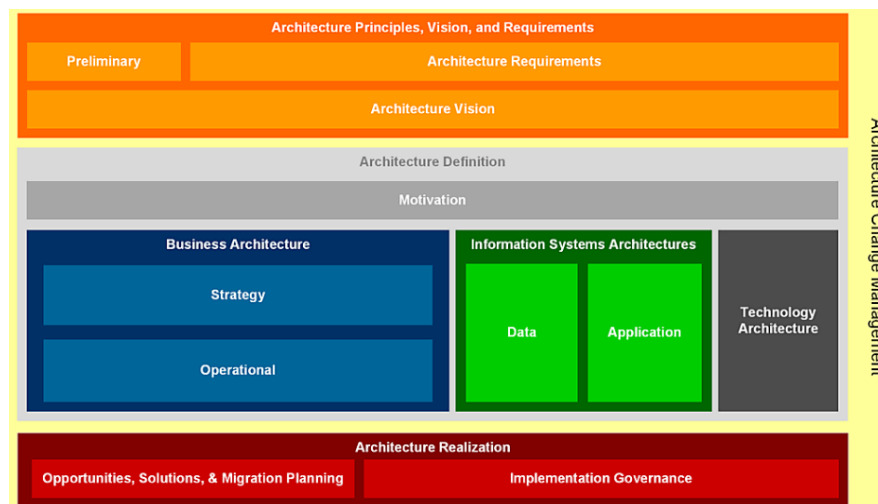 Architecture Principles, Vision, and Requirements
Preliminary
Architecture Requirements
Architecture Vision
Architecture Definition
Motivation
Business Architecture
Strategy
Operational
Information Systems Architectures
Data
Application
Technology
Architecture
Architecture Realization
Opportunities, Solutions, & Migration Planning
Implementation Governance
Architecture Change Management